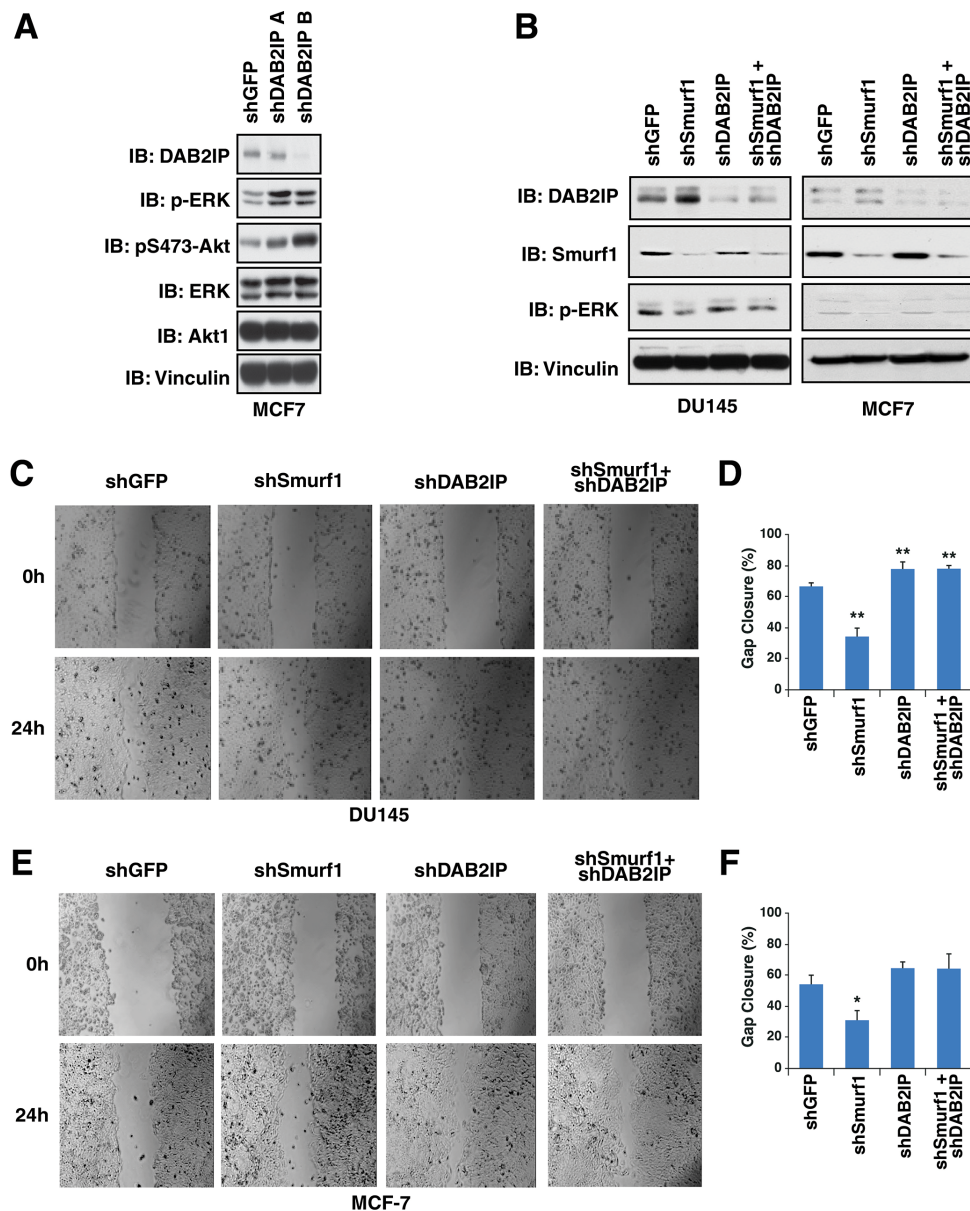 A
shGFP
shDAB2IP A
shDAB2IP B
IB: DAB2IP
IB: p-ERK
IB: pS473-Akt
IB: ERK
IB: Akt1
IB: Vinculin
MCF7
B
shGFP
shSmurf1
shDAB2IP
shSmurf1 +
shDAB2IP
shGFP
shSmurf1
shDAB2IP
shSmurf1 +
shDAB2IP
IB: DAB2IP
IB: Smurf1
IB: p-ERK
IB: Vinculin
DU145
MCF7
C
shGFP
shSmurf1
shDAB2IP
shSmurf1+
shDAB2IP
0h
24h
DU145
D
Gap Closure (%)
100
80
60
40
20
0
**
**
**
shGFP
shSmurf1
shDAB2IP
shSmurf1 +
shDAB2IP
E
shGFP
shSmurf1
shDAB2IP
shSmurf1+
shDAB2IP
0h
24h
MCF-7
F
Gap Closure (%)
100
80
60
40
20
0
*
shGFP
shSmurf1
shDAB2IP
shSmurf1 +
shDAB2IP